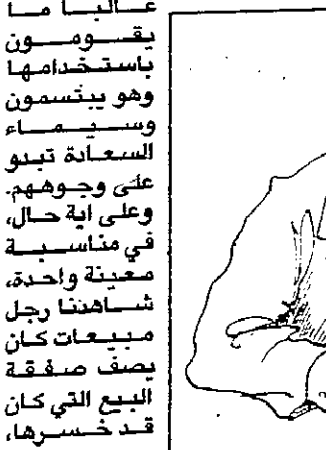 غالبا ما
يقومون
باستخدامها
وهو يبتسمون
وسيماء
السعادة تبدو
على وجوههم.
وعلى اية حال،
في مناسبة
معينة واحدة،
شاهدنا رجل
مبيعات كان
يصف صفقة
البيع التي كان
قد خسرها،